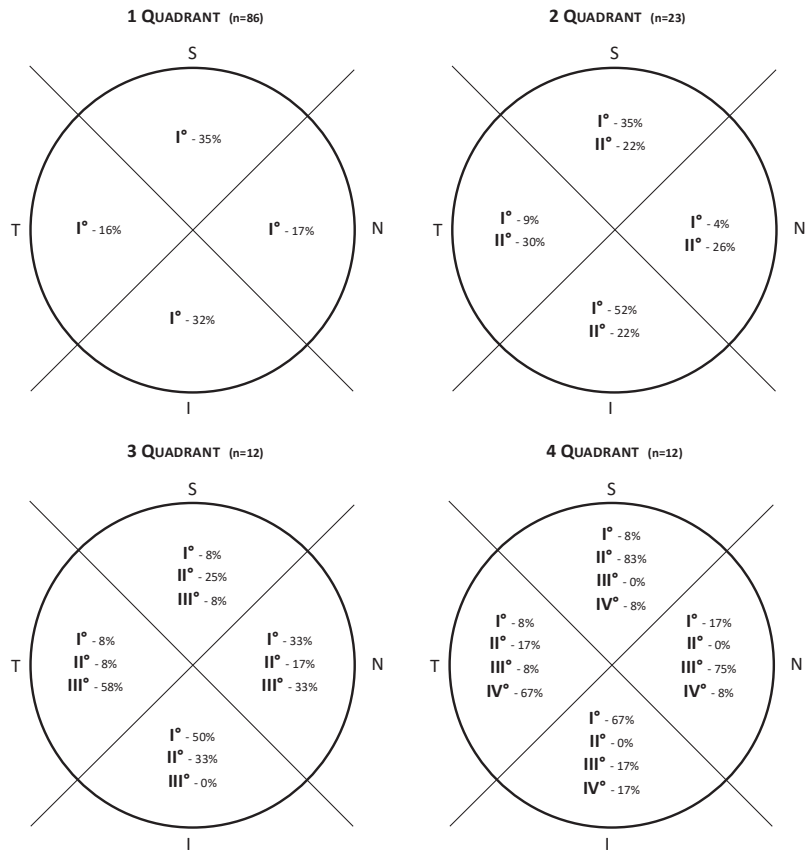 1 QUADRANT (n=86)
S
I° - 35%
T
I° - 16%
I° - 17%
N
I° - 32%
I
2 QUADRANT (n=23)
S
I° - 35%
II° - 22%
T
I° - 9%
II° - 30%
I° - 4%
II° - 26%
N
I° - 52%
II° - 22%
I
3 QUADRANT (n=12)
S
I° - 8%
II° - 25%
III° - 8%
T
I° - 8%
II° - 8%
III° - 58%
I° - 33%
II° - 17%
III° - 33%
N
I° - 50%
II° - 33%
III° - 0%
I
4 QUADRANT (n=12)
S
I° - 8%
II° - 83%
III° - 0%
IV° - 8%
T
I° - 8%
II° - 17%
III° - 8%
IV° - 67%
I° - 17%
II° - 0%
III° - 75%
IV° - 8%
N
I° - 67%
II° - 0%
III° - 17%
IV° - 17%
I